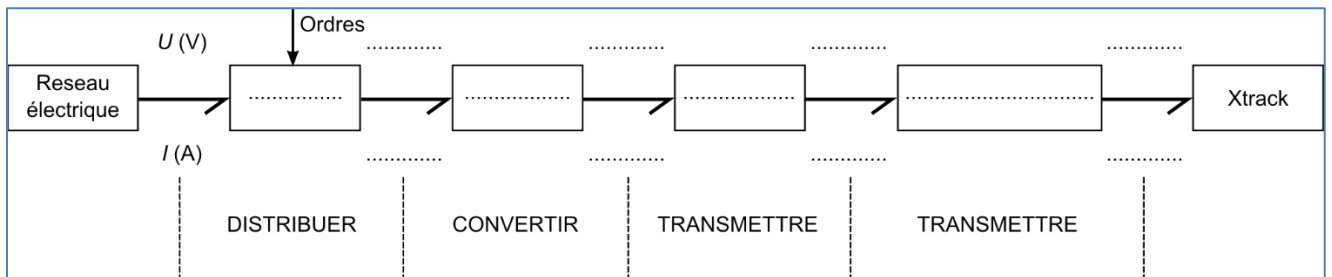 Ordres
U (V)
............. ............. ............. .............
Reseau
électrique
................ .................. ................... .................................
Xtrack
I (A)
............. ............. ............. .............
DISTRIBUER CONVERTIR TRANSMETTRE TRANSMETTRE